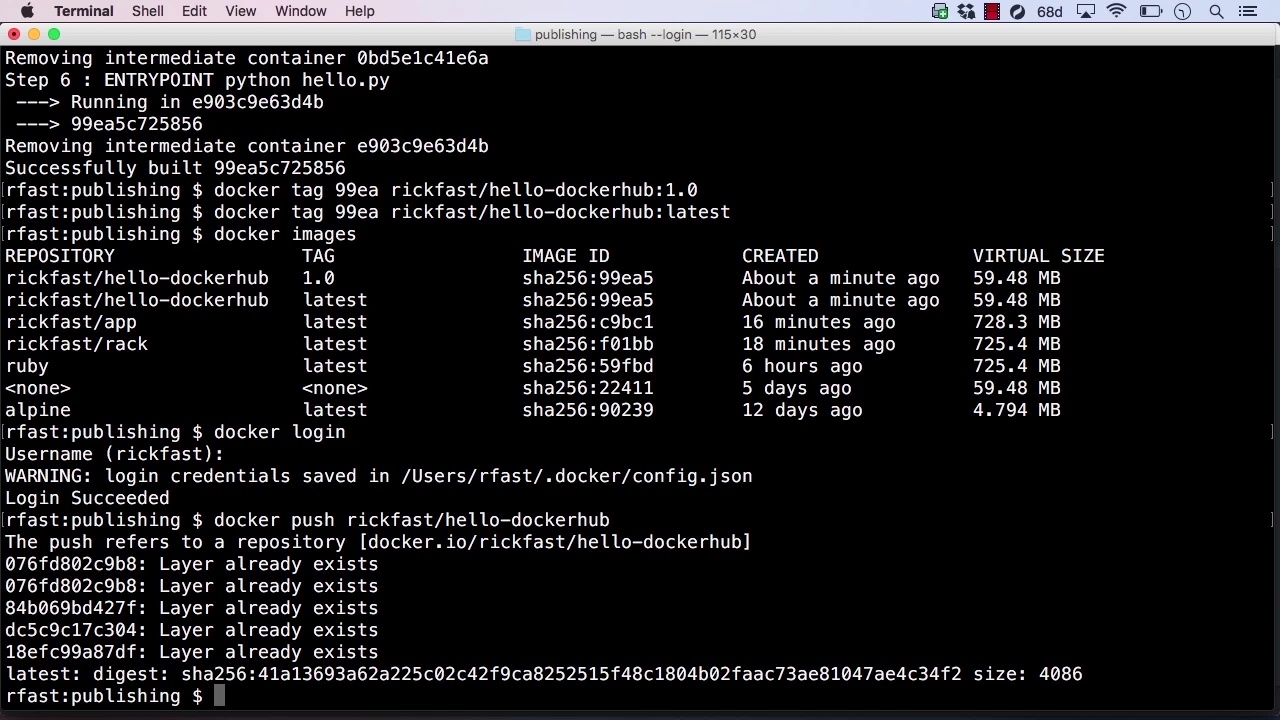 Terminal Shell Edit View Window Help 68d
publishing — bash --login — 115×30
Removing intermediate container 0bd5e1c41e6a
Step 6 : ENTRYPOINT python hello.py
---> Running in e903c9e63d4b
---> 99ea5c725856
Removing intermediate container e903c9e63d4b
Successfully built 99ea5c725856
rfast:publishing $ docker tag 99ea rickfast/hello-dockerhub:1.0
rfast:publishing $ docker tag 99ea rickfast/hello-dockerhub:latest
rfast:publishing $ docker images
REPOSITORY TAG IMAGE ID CREATED VIRTUAL SIZE
rickfast/hello-dockerhub 1.0 sha256:99ea5 About a minute ago 59.48 MB
rickfast/hello-dockerhub latest sha256:99ea5 About a minute ago 59.48 MB
rickfast/app latest sha256:c9bc1 16 minutes ago 728.3 MB
rickfast/rack latest sha256:f01bb 18 minutes ago 725.4 MB
ruby latest sha256:59fbd 6 hours ago 725.4 MB
<none> <none> sha256:22411 5 days ago 59.48 MB
alpine latest sha256:90239 12 days ago 4.794 MB
rfast:publishing $ docker login
Username (rickfast):
WARNING: login credentials saved in /Users/rfast/.docker/config.json
Login Succeeded
rfast:publishing $ docker push rickfast/hello-dockerhub
The push refers to a repository [docker.io/rickfast/hello-dockerhub]
076fd802c9b8: Layer already exists
076fd802c9b8: Layer already exists
84b069bd427f: Layer already exists
dc5c9c17c304: Layer already exists
18efc99a87df: Layer already exists
latest: digest: sha256:41a13693a62a225c02c42f9ca8252515f48c1804b02faac73ae81047ae4c34f2 size: 4086
rfast:publishing $